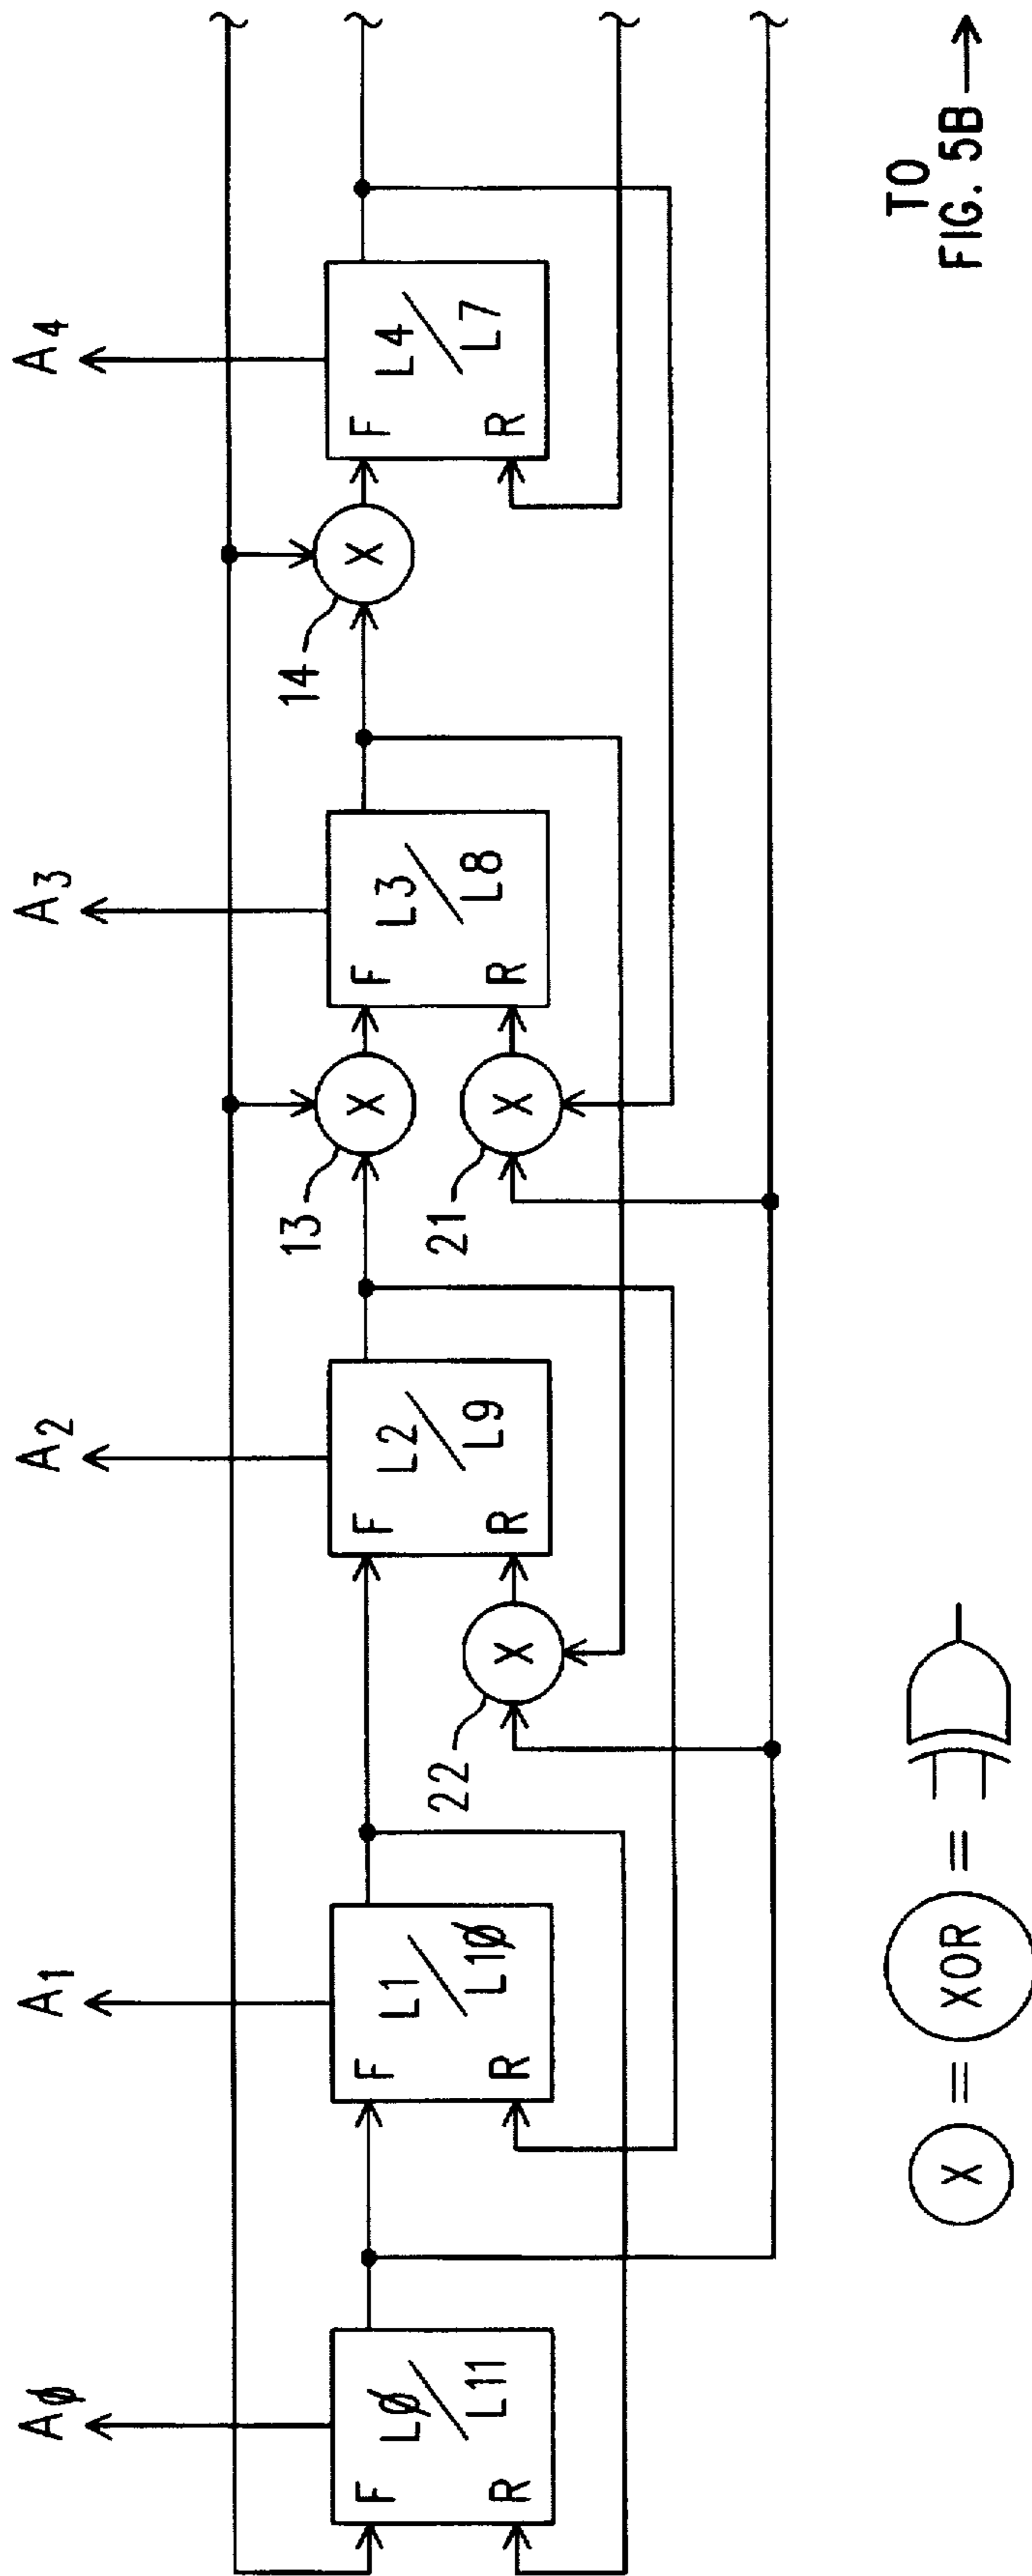 AØ
A1
A2
A3
A4
F
LØ/L11
R
F
L1/L1Ø
R
22
X
F
L2/L9
R
13
X
21
X
F
L3/L8
R
14
X
F
L4/L7
R
X = XOR =
TO
FIG. 5B →